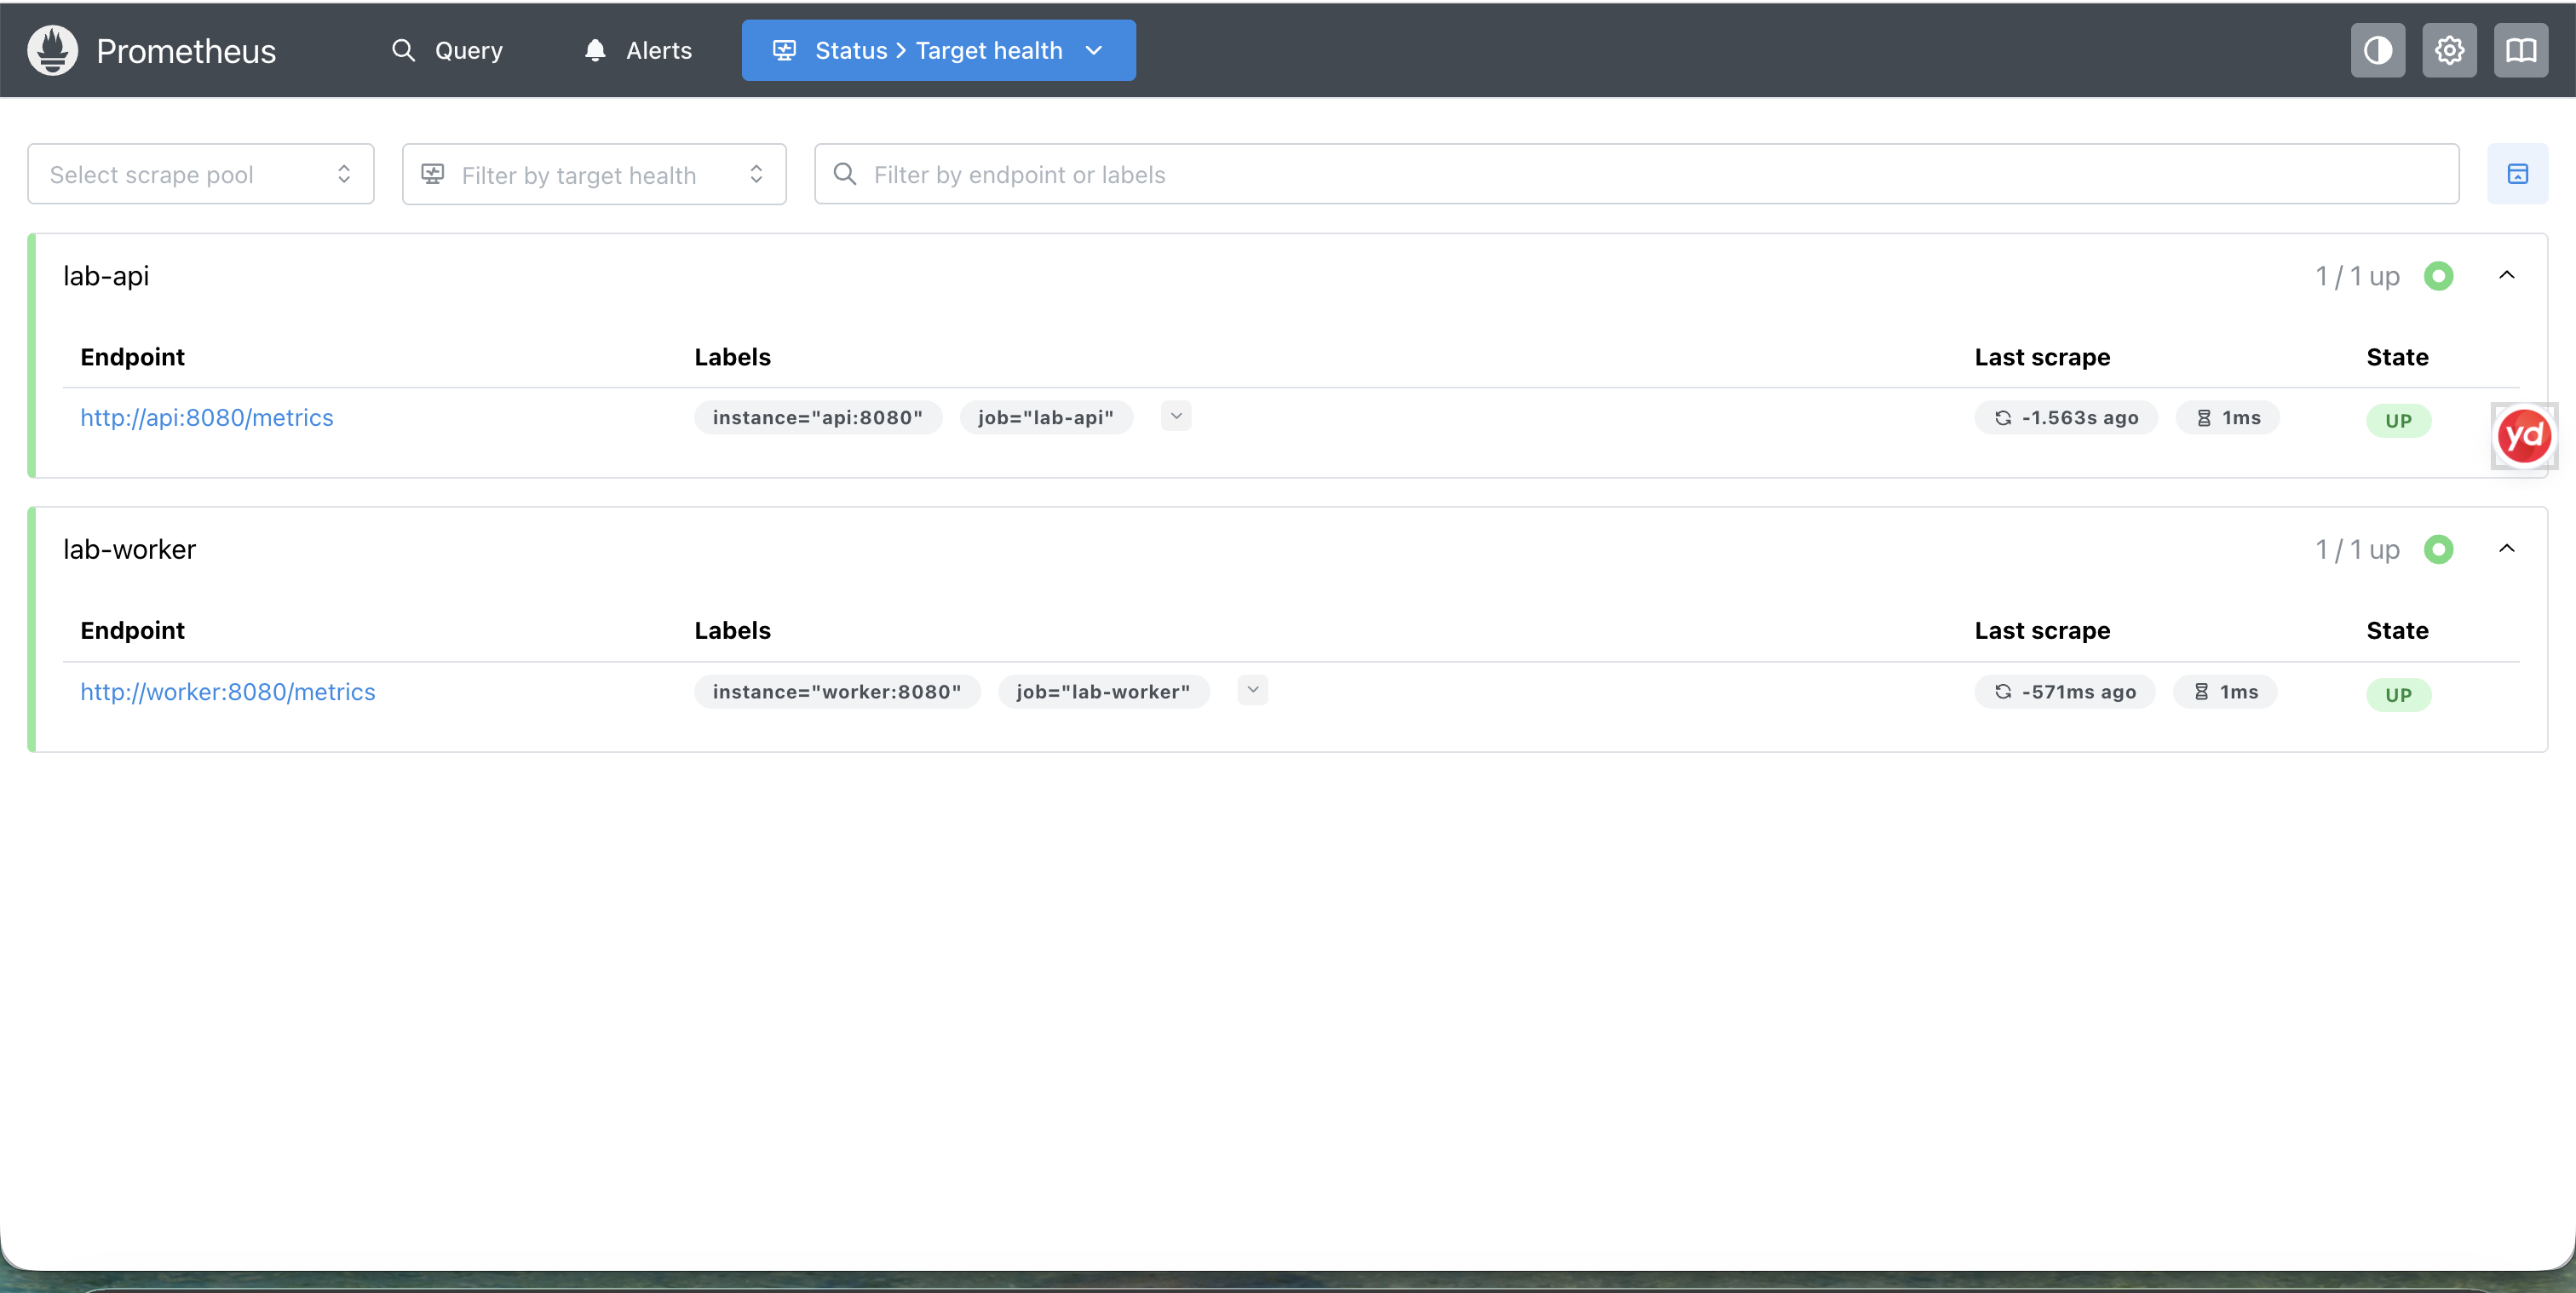 Prometheus Query Alerts Status > Target health
Select scrape pool Filter by target health Filter by endpoint or labels
lab-api 1 / 1 up
Endpoint Labels Last scrape State
http://api:8080/metrics instance="api:8080" job="lab-api" -1.563s ago 1ms UP
yd
lab-worker 1 / 1 up
Endpoint Labels Last scrape State
http://worker:8080/metrics instance="worker:8080" job="lab-worker" -571ms ago 1ms UP